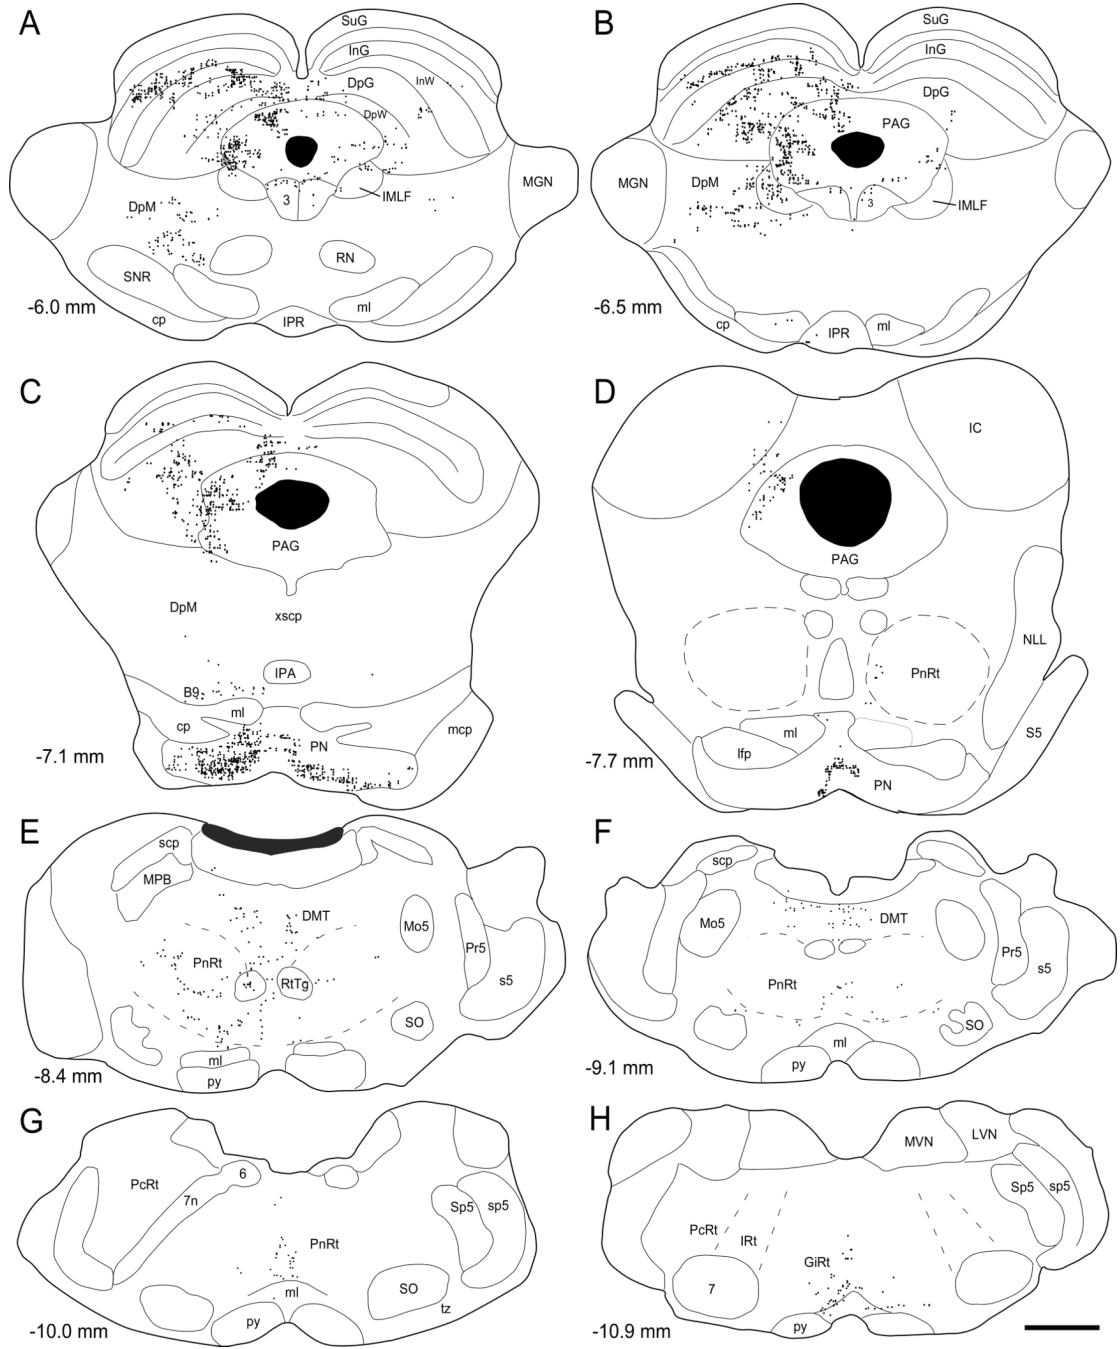 A
SuG
InG
DpG
InW
DpW
MGN
3
IMLF
DpM
RN
SNR
ml
-6.0 mm
cp
IPR
B
SuG
InG
DpG
PAG
MGN
DpM
3
IMLF
-6.5 mm
cp
IPR
ml
C
PAG
DpM
xscp
IPA
B9
ml
cp
mcp
PN
-7.1 mm
D
IC
PAG
NLL
PnRt
S5
ml
lfp
-7.7 mm
PN
E
scp
MPB
DMT
Mo5
Pr5
PnRt
RtTg
s5
SO
ml
-8.4 mm
py
F
scp
Mo5
DMT
Pr5
s5
PnRt
SO
ml
-9.1 mm
py
G
6
PcRt
7n
Sp5
sp5
PnRt
ml
SO
tz
py
-10.0 mm
H
MVN
LVN
Sp5
sp5
PcRt
IRt
GiRt
7
py
-10.9 mm